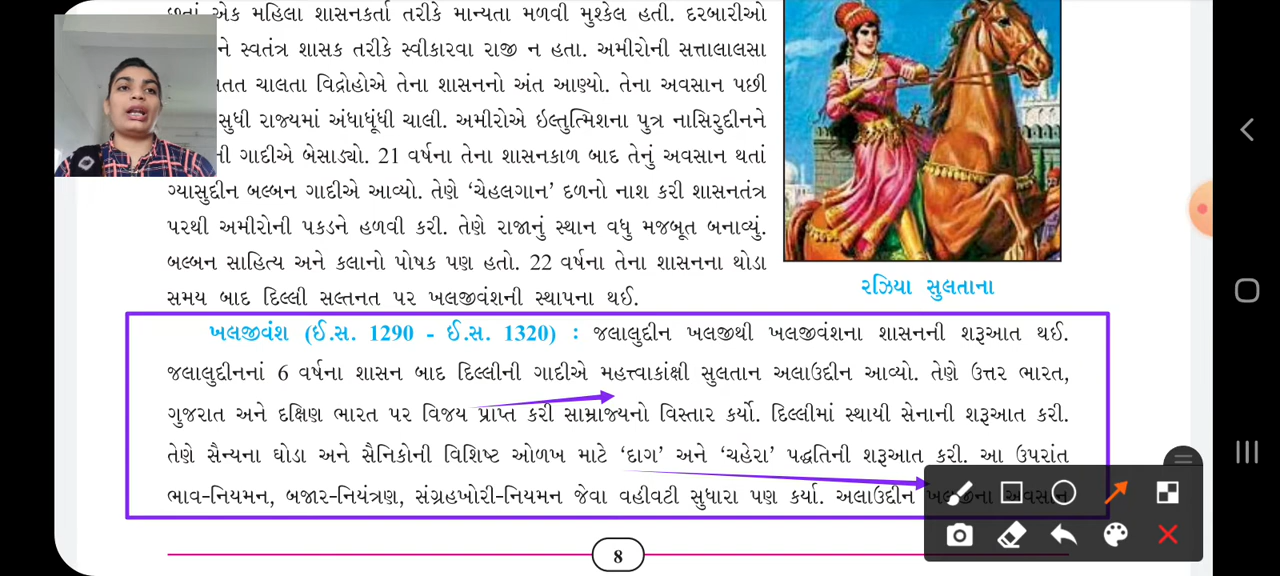 છતાં એક મહિલા શાસનકર્તા તરીકે માન્યતા મળવી મુશ્કેલ હતી. દરબારીઓ
ને સ્વતંત્ર શાસક તરીકે સ્વીકારવા રાજી ન હતા. અમીરોની સત્તાલાલસા
તત ચાલતા વિદ્રોહોએ તેના શાસનનો અંત આણ્યો. તેના અવસાન પછી
સુધી રાજ્યમાં અંધાધૂંધી ચાલી. અમીરોએ ઇલ્તુત્મિશના પુત્ર નાસિરુદ્દીનને
ની ગાદીએ બેસાડ્યો. 21 વર્ષના તેના શાસનકાળ બાદ તેનું અવસાન થતાં
ગ્યાસુદ્દીન બલ્બન ગાદીએ આવ્યો. તેણે ‘ચેહલગાન’ દળનો નાશ કરી શાસનતંત્ર
પરથી અમીરોની પકડને હળવી કરી. તેણે રાજાનું સ્થાન વધુ મજબૂત બનાવ્યું.
બલ્બન સાહિત્ય અને કલાનો પોષક પણ હતો. 22 વર્ષના તેના શાસનના થોડા
સમય બાદ દિલ્લી સલ્તનત પર ખલજીવંશની સ્થાપના થઈ.
રઝિયા સુલતાના
ખલજીવંશ (ઈ.સ. 1290 - ઈ.સ. 1320) : જલાલુદ્દીન ખલજીથી ખલજીવંશના શાસનની શરૂઆત થઈ.
જલાલુદ્દીનનાં 6 વર્ષના શાસન બાદ દિલ્લીની ગાદીએ મહત્ત્વાકાંક્ષી સુલતાન અલાઉદ્દીન આવ્યો. તેણે ઉત્તર ભારત,
ગુજરાત અને દક્ષિણ ભારત પર વિજય પ્રાપ્ત કરી સામ્રાજ્યનો વિસ્તાર કર્યો. દિલ્લીમાં સ્થાયી સેનાની શરૂઆત કરી.
તેણે સૈન્યના ઘોડા અને સૈનિકોની વિશિષ્ટ ઓળખ માટે ‘દાગ’ અને ‘ચહેરા’ પદ્ધતિની શરૂઆત કરી. આ ઉપરાંત
ભાવ-નિયમન, બજાર-નિયંત્રણ, સંગ્રહખોરી-નિયમન જેવા વહીવટી સુધારા પણ કર્યા. અલાઉદ્દીન ખલજીના અવસાન
8